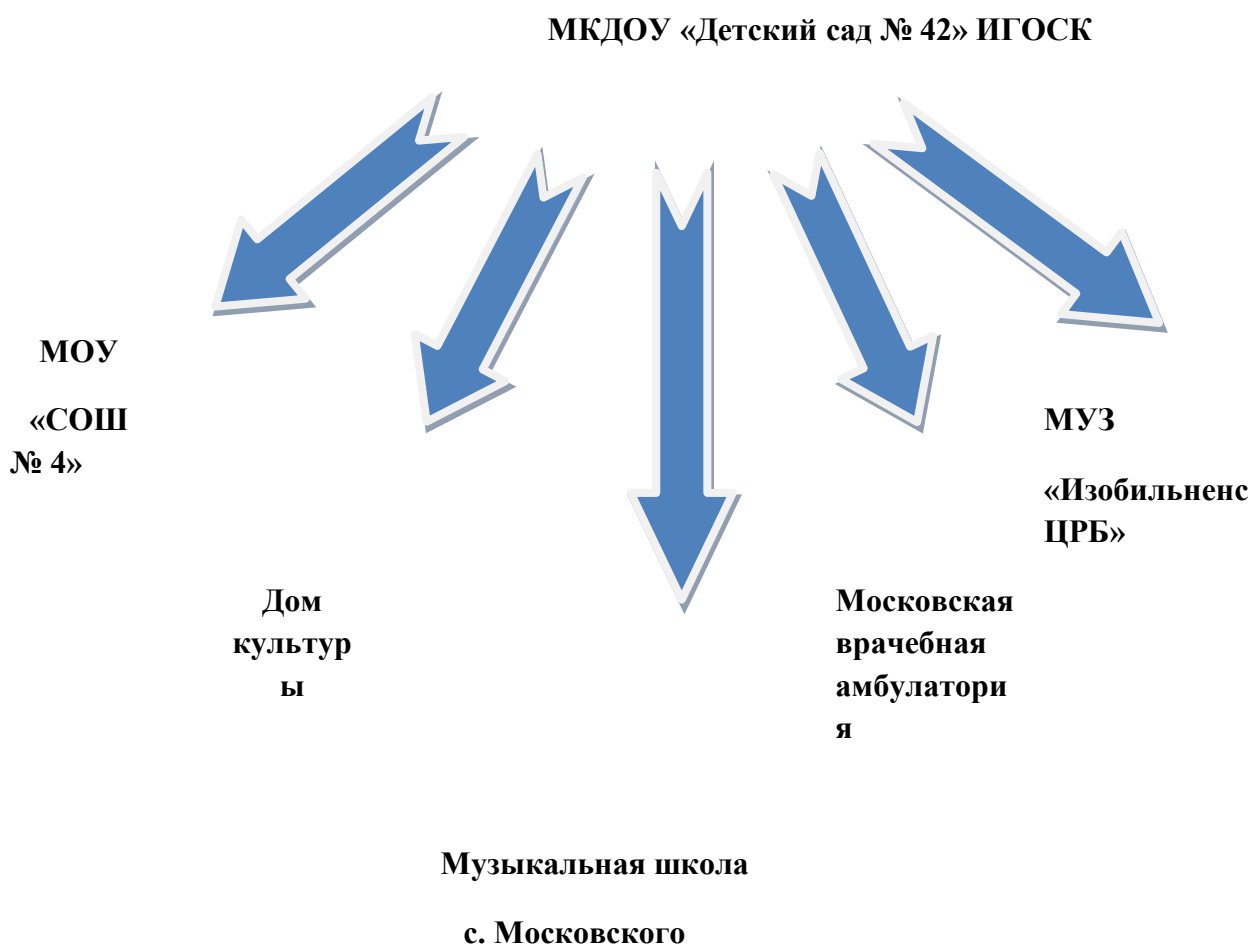 МКДОУ «Детский сад № 42» ИГОСК
МОУ
«СОШ
№ 4»
Дом
культур
ы
Музыкальная школа
с. Московского
Московская
врачебная
амбулатори
я
МУЗ
«Изобильненс
ЦРБ»